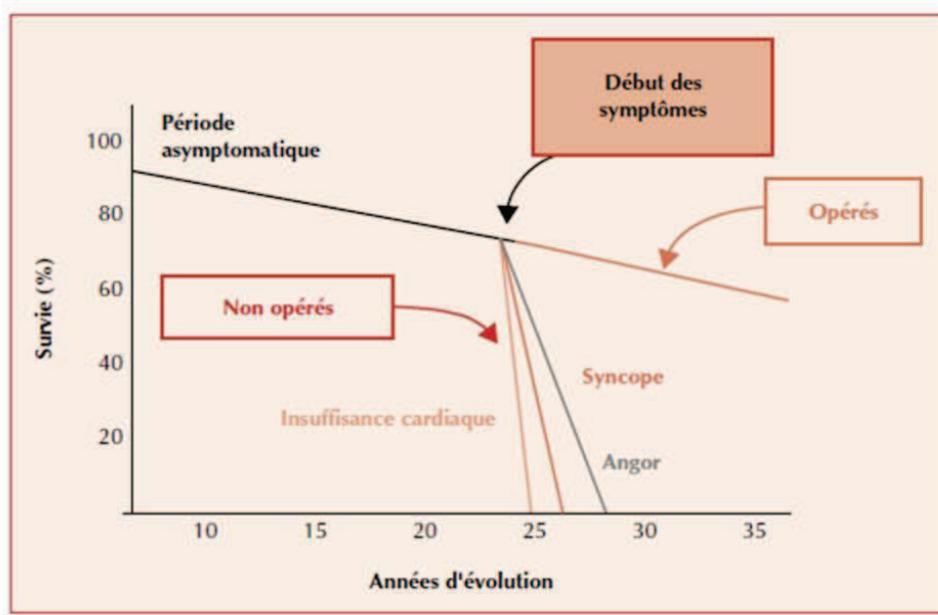 Début des
symptômes
Période
asymptomatique
Opérés
Non opérés
Syncope
Insuffisance cardiaque
Angor
Survie (%)
100
80
60
40
20
10 15 20 25 30 35
Années d'évolution